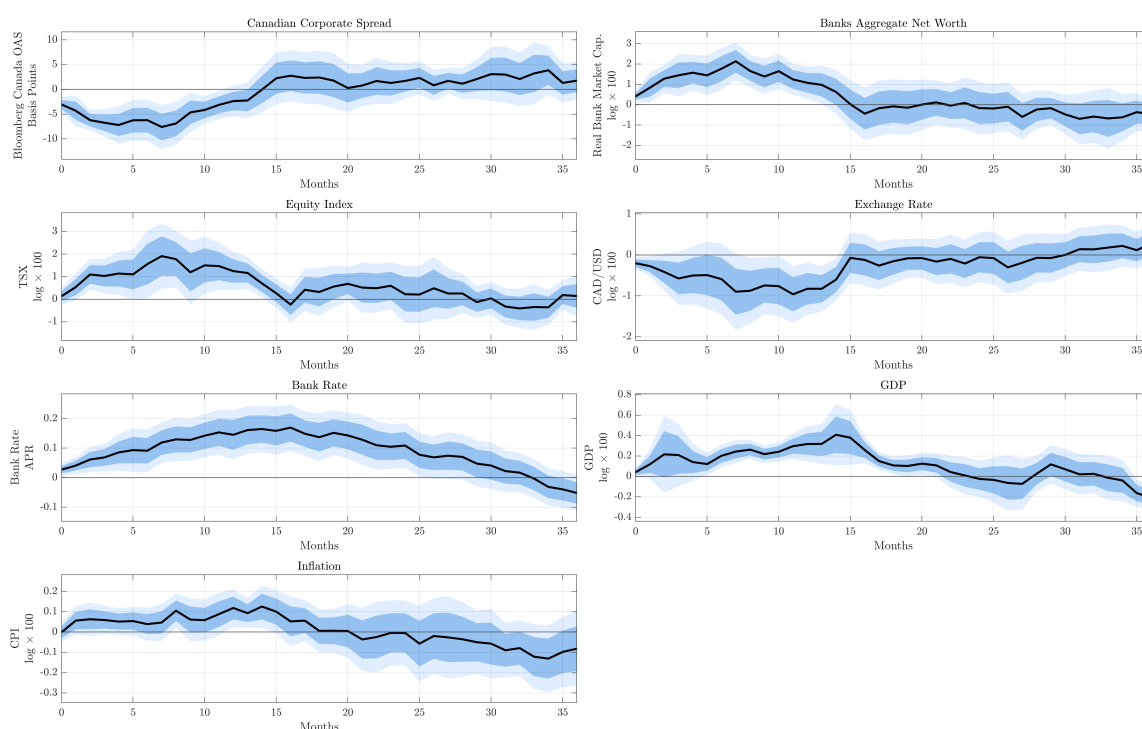 Canadian Corporate Spread
Bloomberg Canada OAS
Basis Points
10
5
0
-5
-10
0 5 10 15 20 25 30 35
Months
Banks Aggregate Net Worth
Real Bank Market Cap.
log × 100
3
2
1
0
-1
-2
0 5 10 15 20 25 30 35
Months
Equity Index
TSX
log × 100
3
2
1
0
-1
0 5 10 15 20 25 30 35
Months
Exchange Rate
CAD/USD
log × 100
1
0
-1
-2
0 5 10 15 20 25 30 35
Months
Bank Rate
Bank Rate
APR
0.2
0.1
0
-0.1
0 5 10 15 20 25 30 35
Months
GDP
GDP
log × 100
0.8
0.6
0.4
0.2
0
-0.2
-0.4
0 5 10 15 20 25 30 35
Months
Inflation
CPI
log × 100
0.2
0.1
0
-0.1
-0.2
-0.3
0 5 10 15 20 25 30 35
Months